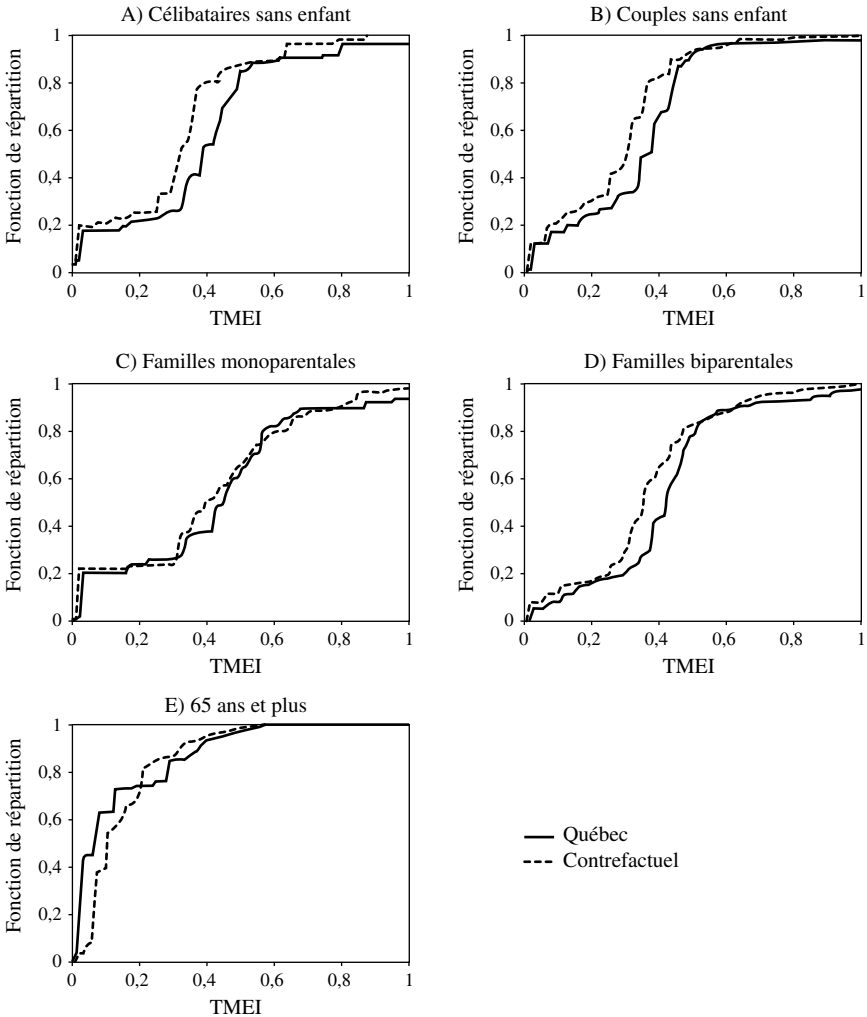 A) Célibataires sans enfant
Fonction de répartition
1
0,8
0,6
0,4
0,2
0
0 0,2 0,4 0,6 0,8 1
TMEI
B) Couples sans enfant
Fonction de répartition
1
0,8
0,6
0,4
0,2
0
0 0,2 0,4 0,6 0,8 1
TMEI
C) Familles monoparentales
Fonction de répartition
1
0,8
0,6
0,4
0,2
0
0 0,2 0,4 0,6 0,8 1
TMEI
D) Familles biparentales
Fonction de répartition
1
0,8
0,6
0,4
0,2
0
0 0,2 0,4 0,6 0,8 1
TMEI
E) 65 ans et plus
Fonction de répartition
1
0,8
0,6
0,4
0,2
0
0 0,2 0,4 0,6 0,8 1
TMEI
Québec
Contrefactuel